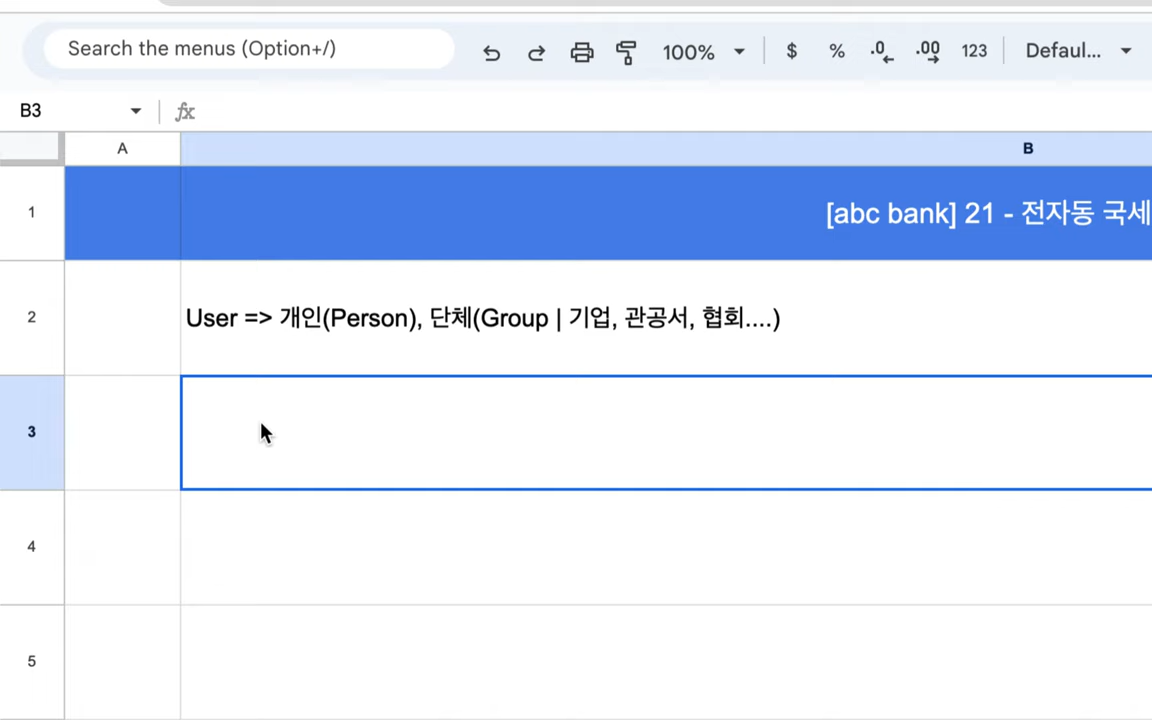 Search the menus (Option+/) 100% $ % .0 .00 123 Defaul...
B3 fx
A B
1 [abc bank] 21 - 전자동 국세
2 User => 개인(Person), 단체(Group | 기업, 관공서, 협회....)
3
4
5